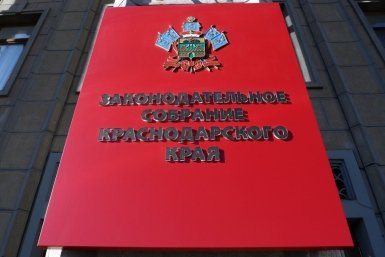 ЗАКОНОДАТЕЛЬНОЕ
СОБРАНИЕ
КРАСНОДАРСКОГО
КРАЯ